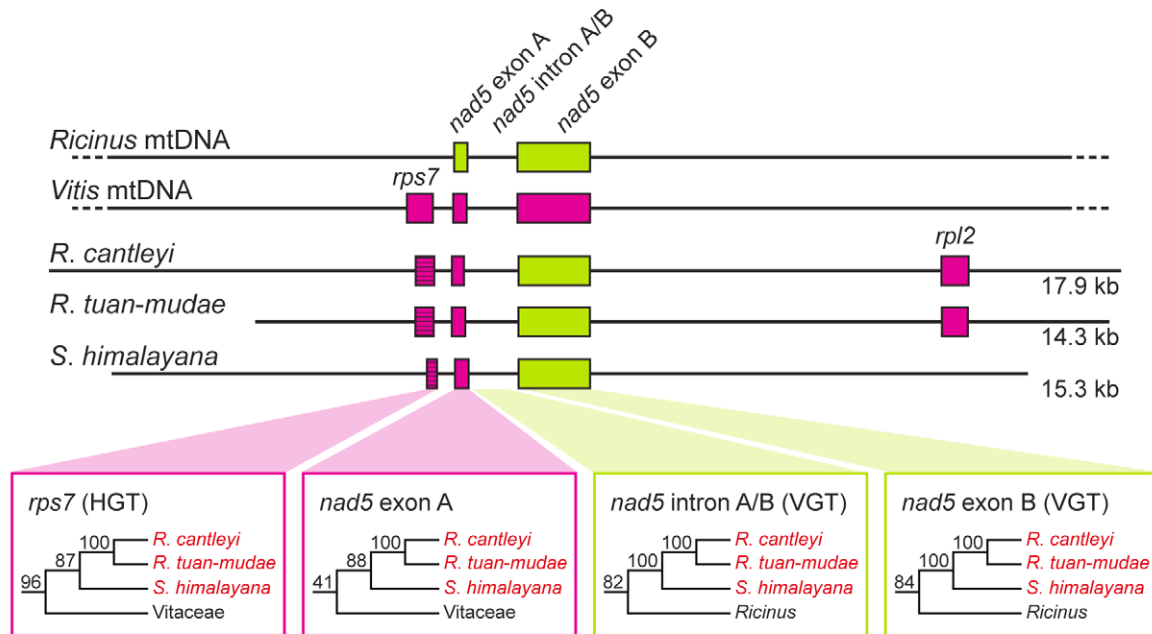 nad5 exon A
nad5 intron A/B
nad5 exon B
Ricinus mtDNA
rps7
Vitis mtDNA
R. cantleyi
rpl2
17.9 kb
R. tuan-mudae
14.3 kb
S. himalayana
15.3 kb
rps7 (HGT)
100 R. cantleyi
87 R. tuan-mudae
96 S. himalayana
Vitaceae
nad5 exon A
100 R. cantleyi
88 R. tuan-mudae
41 S. himalayana
Vitaceae
nad5 intron A/B (VGT)
100 R. cantleyi
100 R. tuan-mudae
82 S. himalayana
Ricinus
nad5 exon B (VGT)
100 R. cantleyi
100 R. tuan-mudae
84 S. himalayana
Ricinus